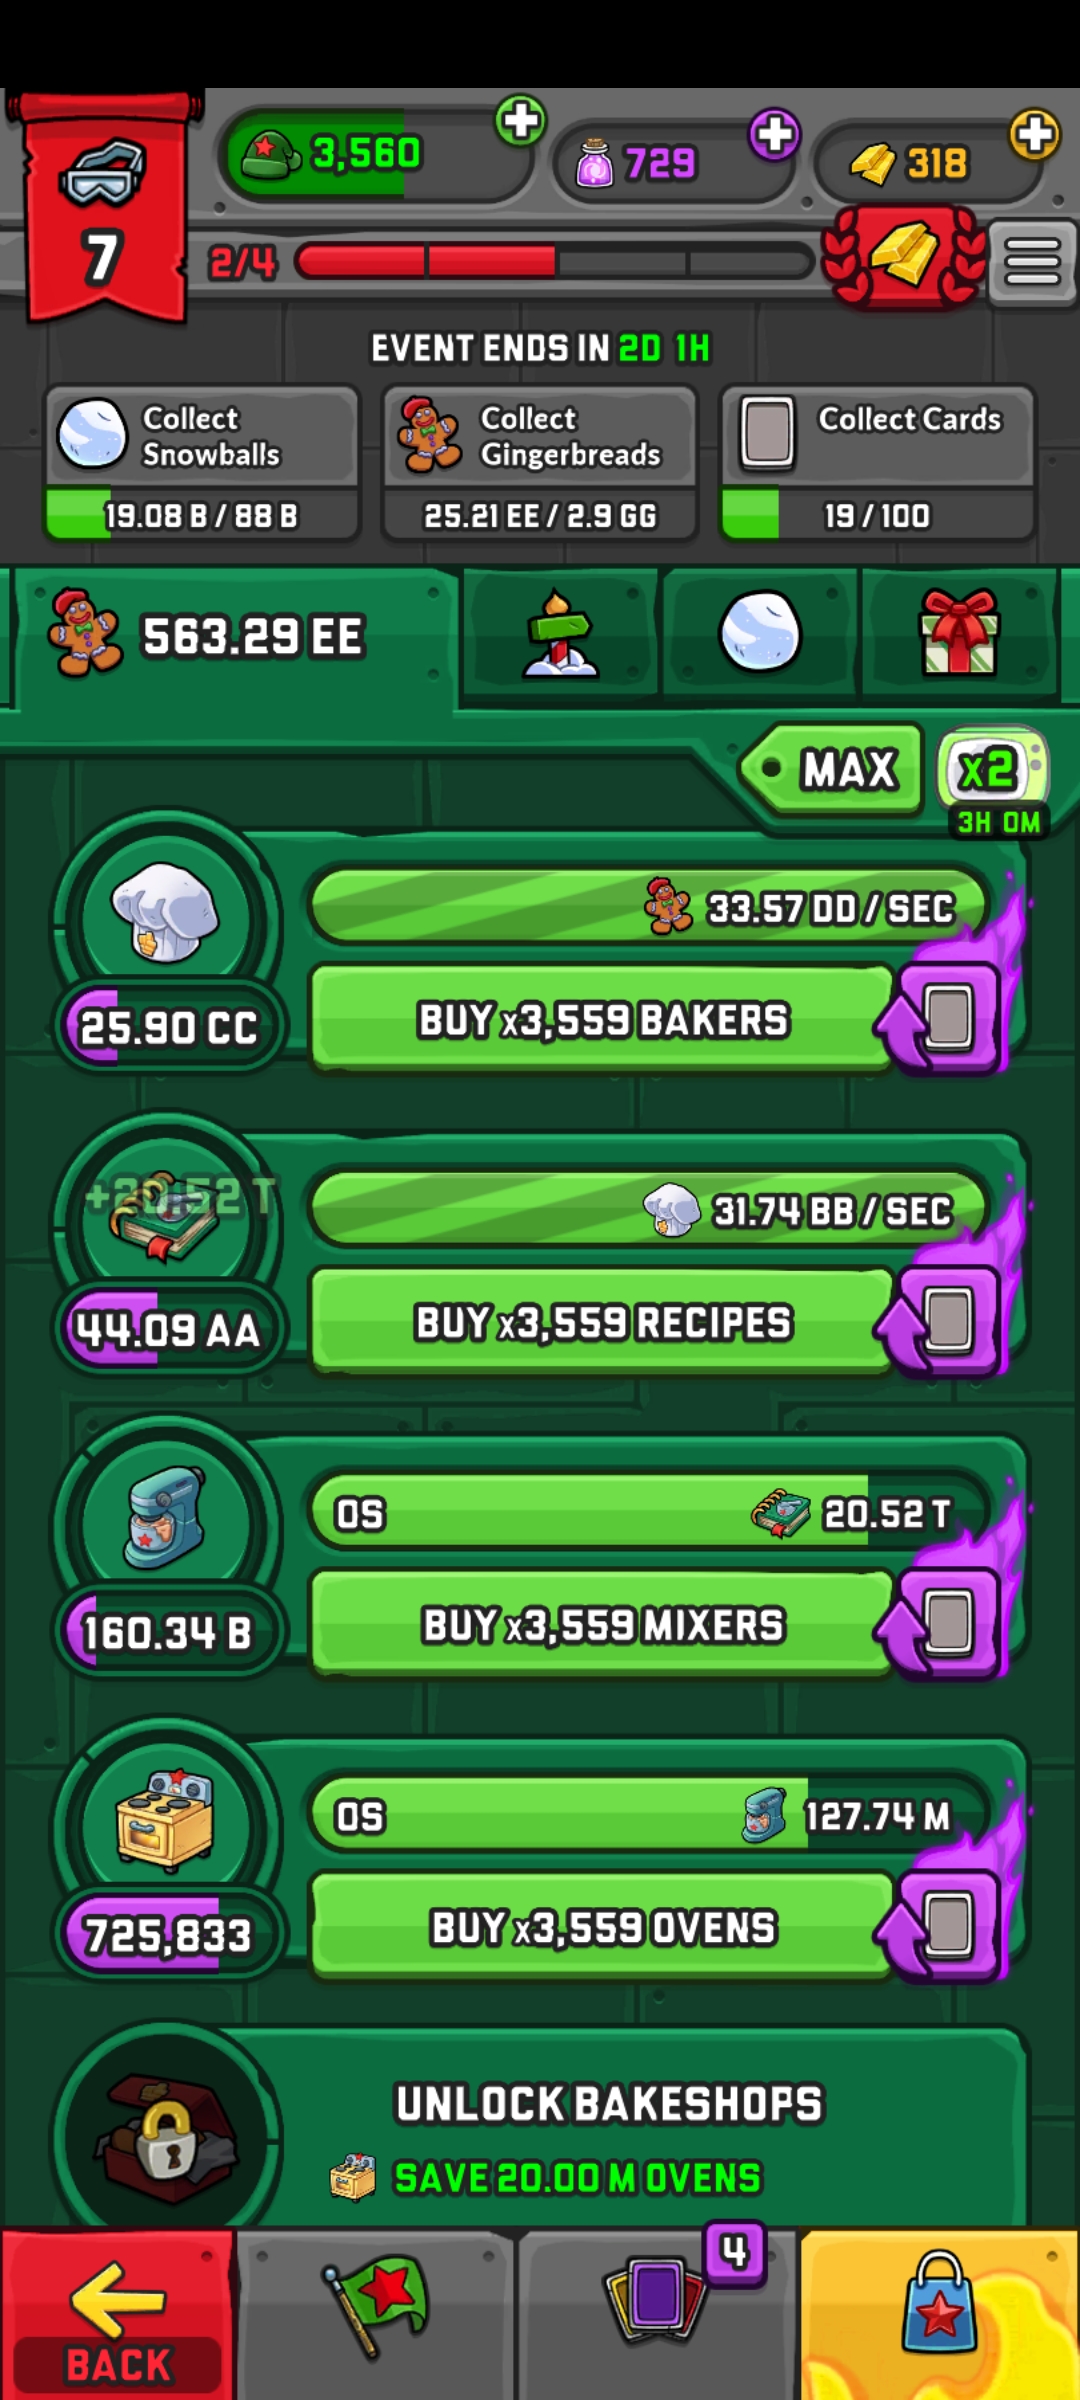 3,560
729
318
7
2/4
EVENT ENDS IN 2D 1H
Collect Snowballs
19.08 B / 88 B
Collect Gingerbreads
25.21 EE / 2.9 GG
Collect Cards
19 / 100
563.29 EE
MAX
x2
3H 0M
33.57 DD / SEC
25.90 CC
BUY x3,559 BAKERS
+20.52 T
31.74 BB / SEC
44.09 AA
BUY x3,559 RECIPES
0S
20.52 T
160.34 B
BUY x3,559 MIXERS
0S
127.74 M
725,833
BUY x3,559 OVENS
UNLOCK BAKESHOPS
SAVE 20.00 M OVENS
4
BACK